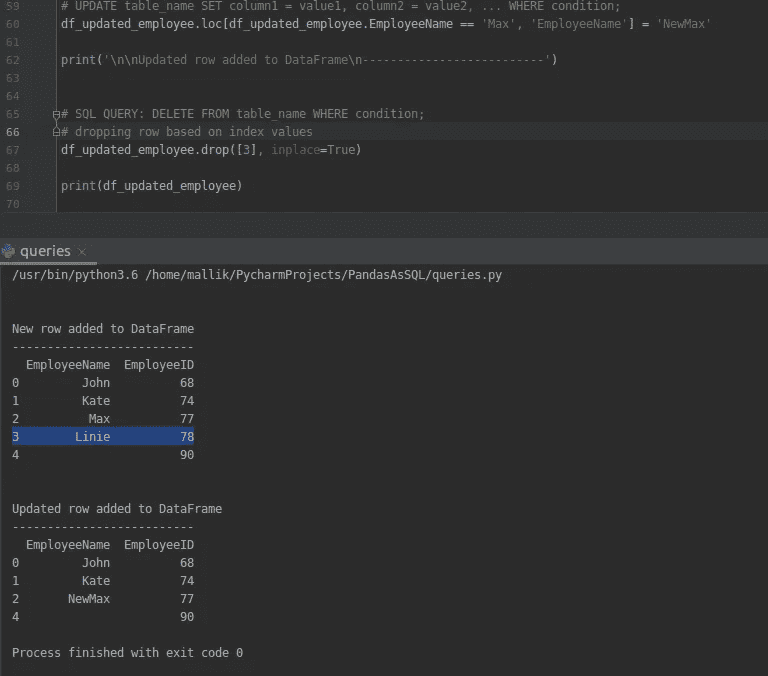 59 # UPDATE table_name SET column1 = value1, column2 = value2, ... WHERE condition;
60 df_updated_employee.loc[df_updated_employee.EmployeeName == 'Max', 'EmployeeName'] = 'NewMax'
61
62 print('\n\nUpdated row added to DataFrame\n--------------------------')
63
64
65 # SQL QUERY: DELETE FROM table_name WHERE condition;
66 # dropping row based on index values
67 df_updated_employee.drop([3], inplace=True)
68
69 print(df_updated_employee)
70
queries ×
/usr/bin/python3.6 /home/mallik/PycharmProjects/PandasAsSQL/queries.py
New row added to DataFrame
--------------------------
EmployeeName EmployeeID
0 John 68
1 Kate 74
2 Max 77
3 Linie 78
4 90
Updated row added to DataFrame
--------------------------
EmployeeName EmployeeID
0 John 68
1 Kate 74
2 NewMax 77
4 90
Process finished with exit code 0